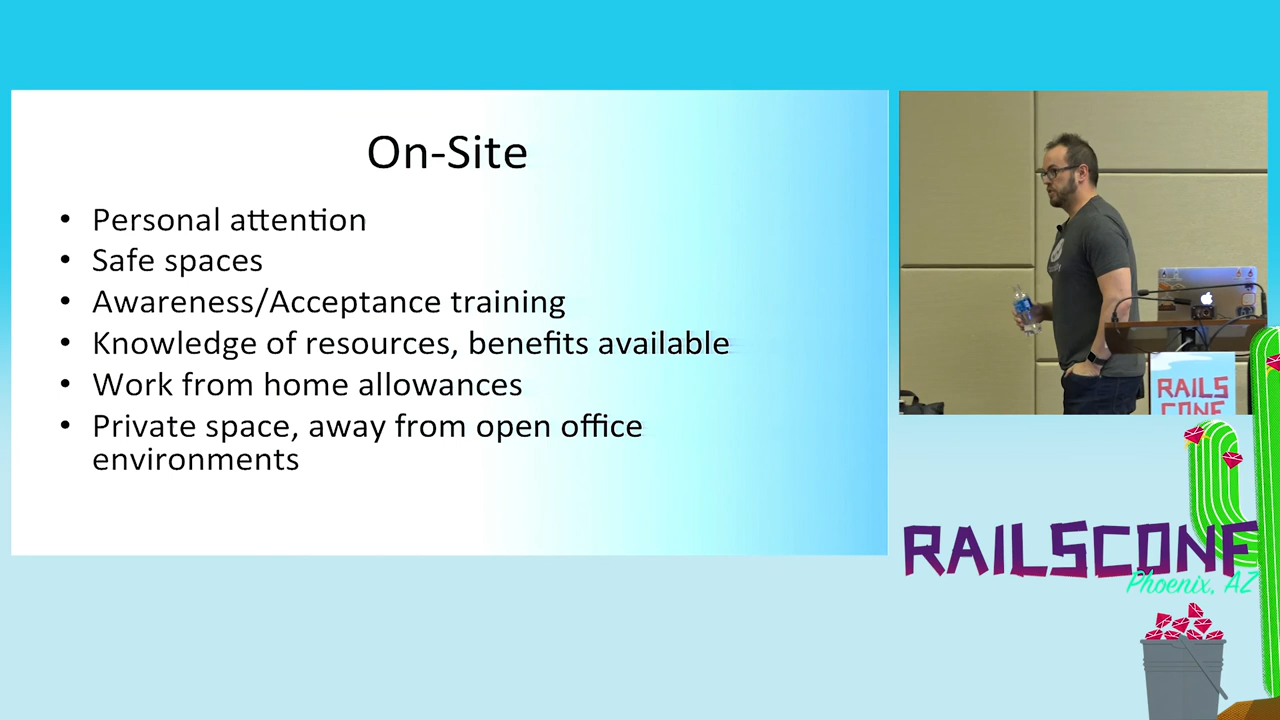 On-Site
• Personal attention
• Safe spaces
• Awareness/Acceptance training
• Knowledge of resources, benefits available
• Work from home allowances
• Private space, away from open office
environments
RAILS
CONF
RAILSCONF
Phoenix, AZ